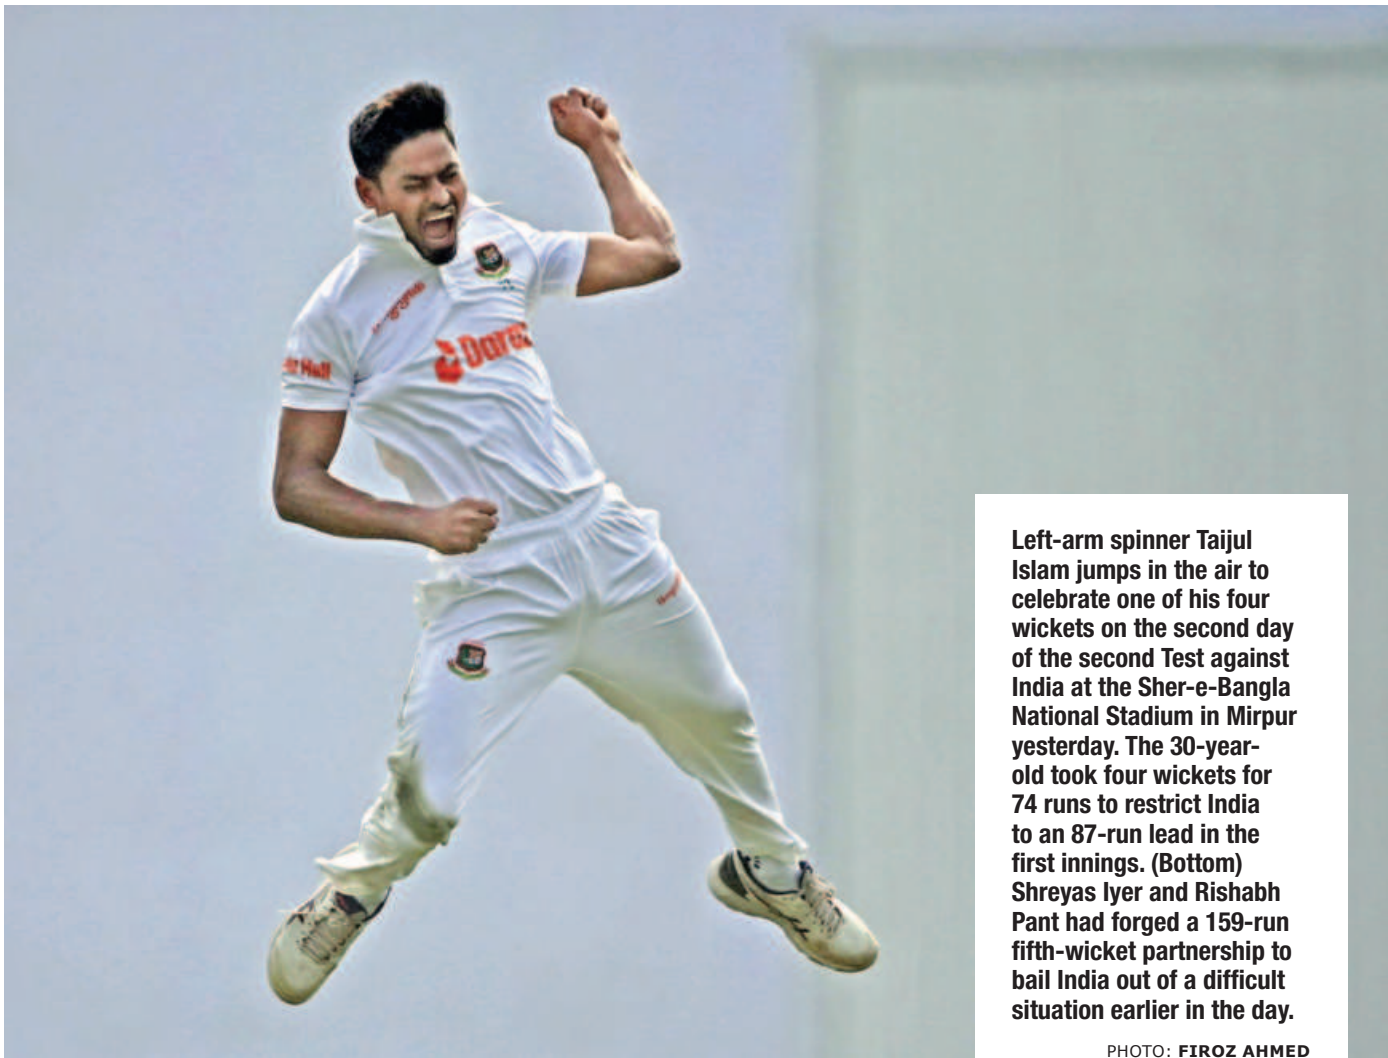 Hall
Left-arm spinner Taijul
Islam jumps in the air to
celebrate one of his four
wickets on the second day
of the second Test against
India at the Sher-e-Bangla
National Stadium in Mirpur
yesterday. The 30-year-
old took four wickets for
74 runs to restrict India
to an 87-run lead in the
first innings. (Bottom)
Shreyas Iyer and Rishabh
Pant had forged a 159-run
fifth-wicket partnership to
bail India out of a difficult
situation earlier in the day.
PHOTO: FIROZ AHMED